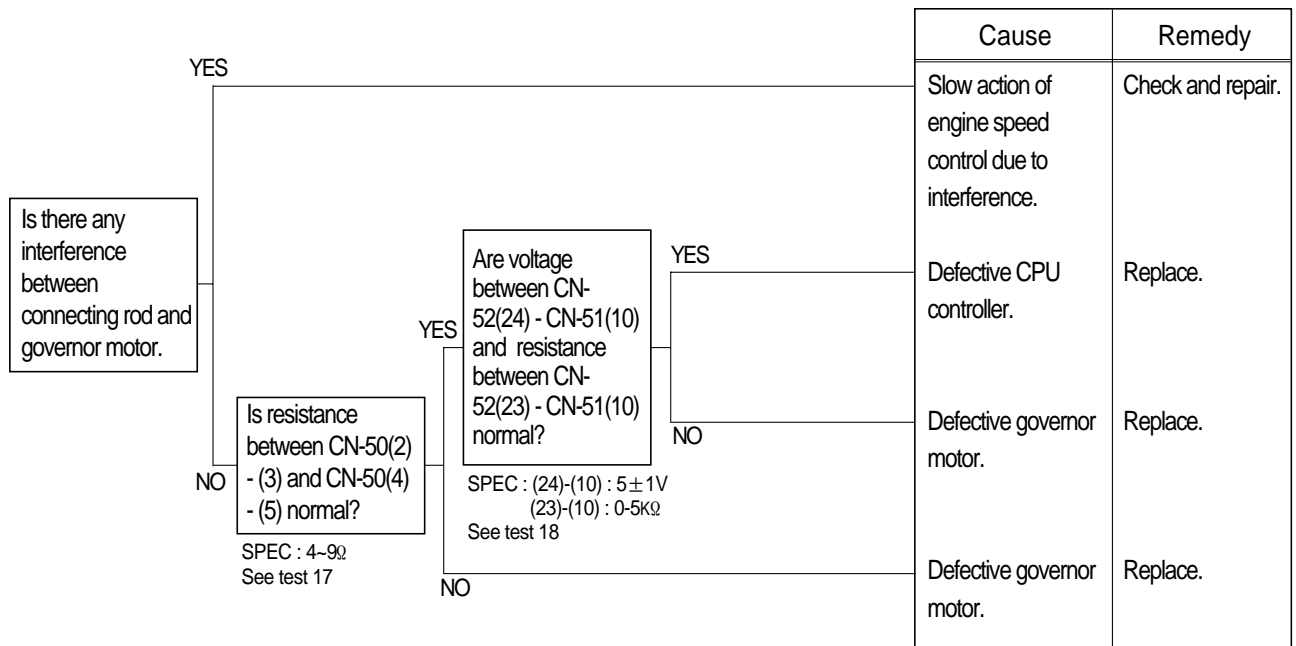 Cause
Remedy
YES
Slow action of
engine speed
control due to
interference.
Check and repair.
Is there any
interference
between
connecting rod and
governor motor.
NO
Is resistance
between CN-50(2)
- (3) and CN-50(4)
- (5) normal?
SPEC : 4~9Ω
See test 17
YES
Are voltage
between CN-
52(24) - CN-51(10)
and resistance
between CN-
52(23) - CN-51(10)
normal?
SPEC : (24)-(10) : 5±1V
(23)-(10) : 0-5KΩ
See test 18
YES
Defective CPU
controller.
Replace.
NO
Defective governor
motor.
Replace.
NO
Defective governor
motor.
Replace.